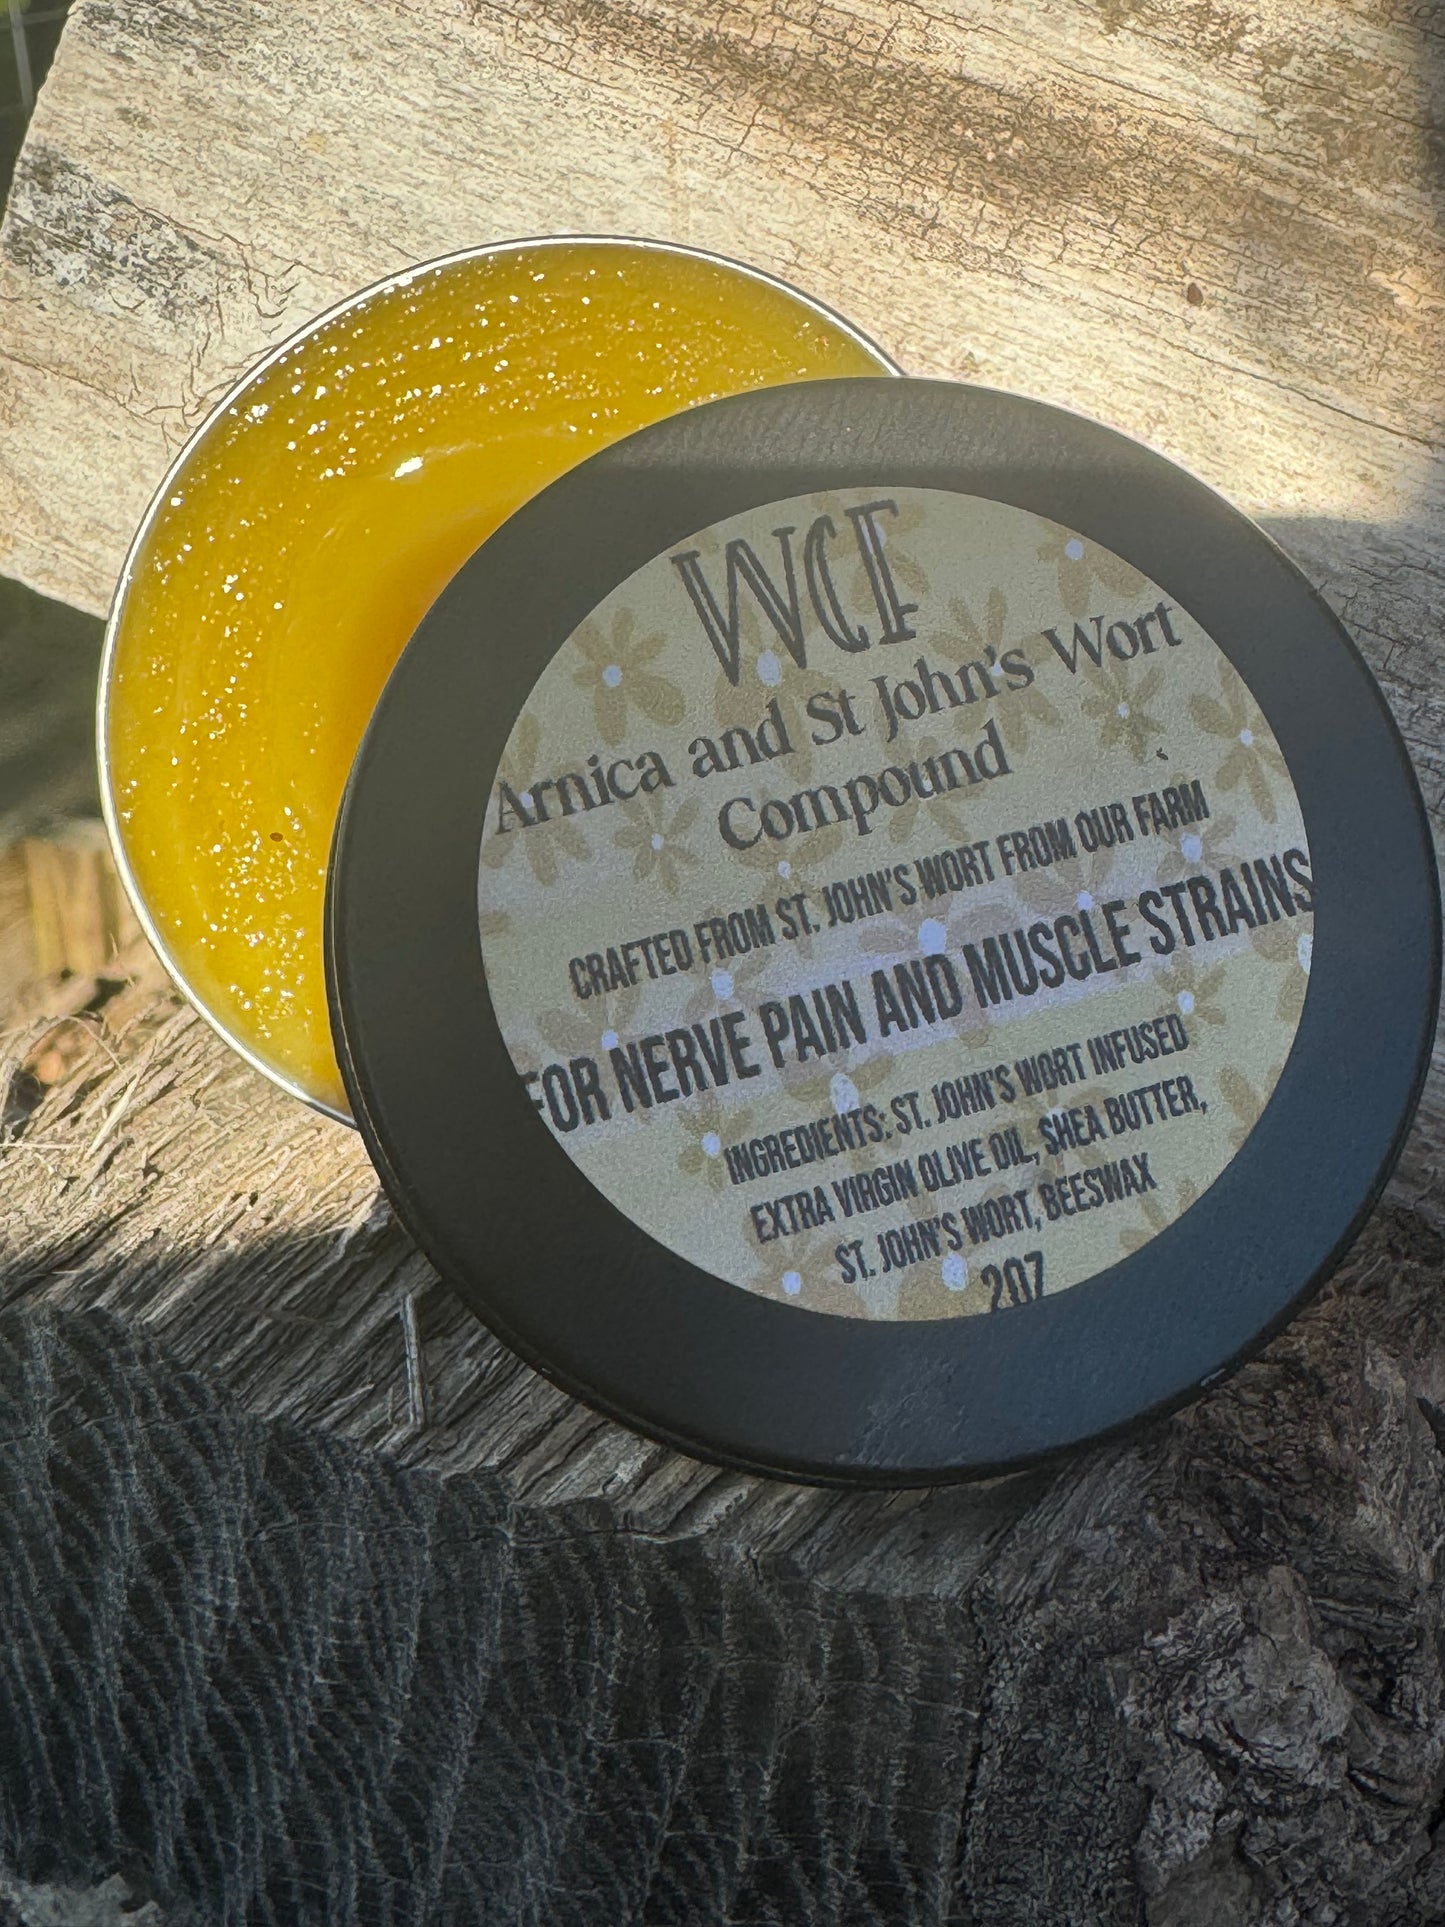 WCF
Arnica and St John's Wort
Compound
CRAFTED FROM ST. JOHN'S WORT FROM OUR FARM
FOR NERVE PAIN AND MUSCLE STRAINS
INGREDIENTS: ST. JOHN'S WORT INFUSED
EXTRA VIRGIN OLIVE OIL, SHEA BUTTER,
ST. JOHN'S WORT, BEESWAX
2OZ